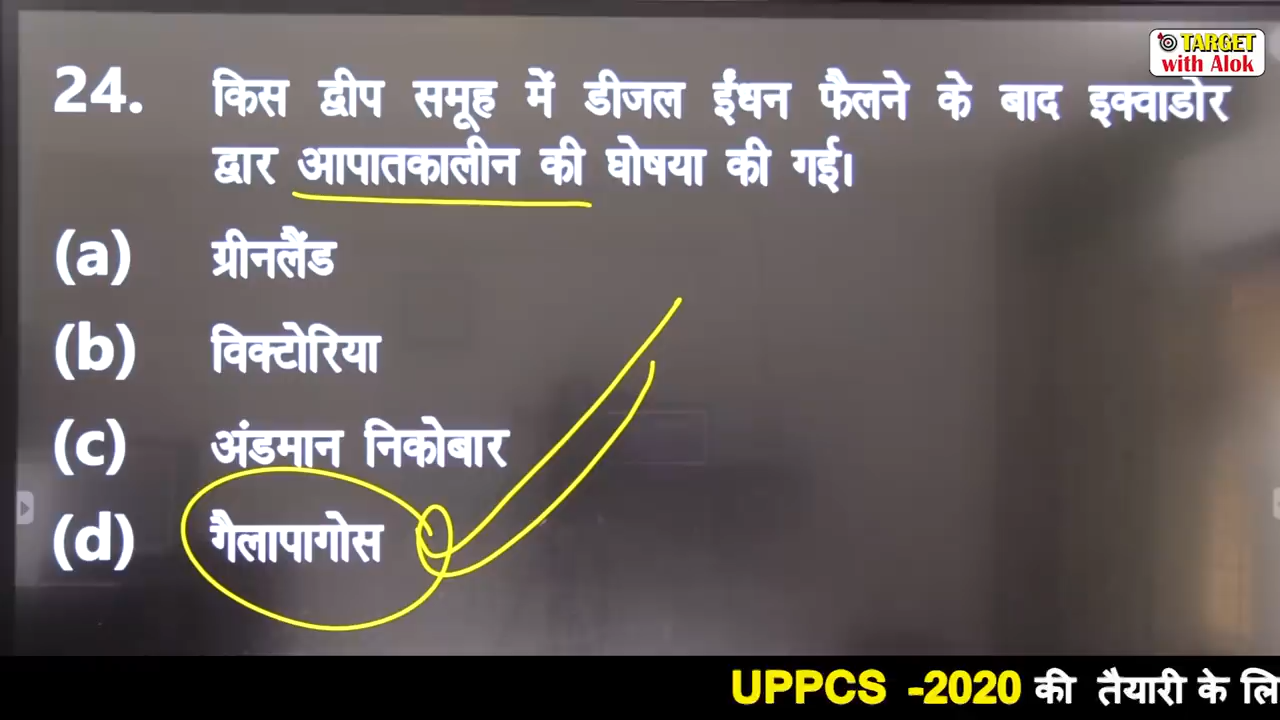 TARGET
with Alok
24. किस द्वीप समूह में डीजल ईंधन फैलने के बाद इक्वाडोर
द्वार आपातकालीन की घोषया की गई।
(a) ग्रीनलैंड
(b) विक्टोरिया
(c) अंडमान निकोबार
(d) गैलापागोस
UPPCS -2020 की तैयारी के लि